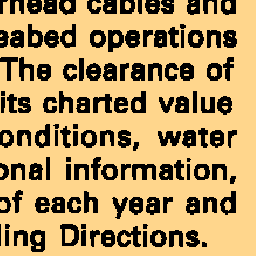 rhead cables and
eabed operations
The clearance of
its charted value
onditions, water
onal information,
of each year and
ling Directions.